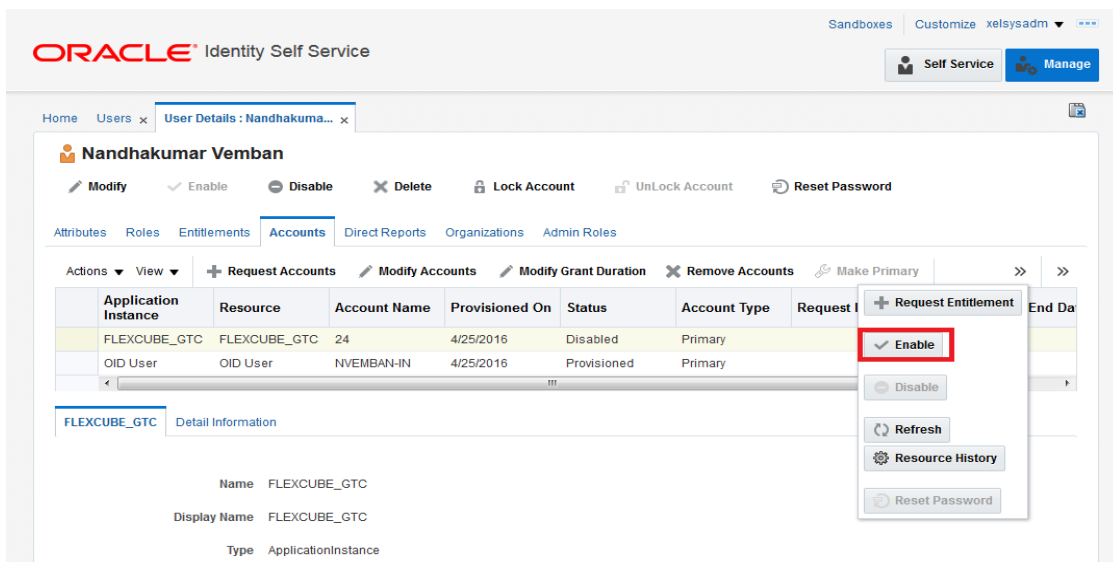 Sandboxes Customize xelsysadm
ORACLE Identity Self Service
Self Service Manage
Home Users User Details : Nandhakuma...
Nandhakumar Vemban
Modify Enable Disable Delete Lock Account UnLock Account Reset Password
Attributes Roles Entitlements Accounts Direct Reports Organizations Admin Roles
Actions View Request Accounts Modify Accounts Modify Grant Duration Remove Accounts Make Primary » »
Application Instance Resource Account Name Provisioned On Status Account Type Request End Da
FLEXCUBE_GTC FLEXCUBE_GTC 24 4/25/2016 Disabled Primary
OID User OID User NVEMBAN-IN 4/25/2016 Provisioned Primary
Request Entitlement
Enable
Disable
Refresh
Resource History
Reset Password
FLEXCUBE_GTC Detail Information
Name FLEXCUBE_GTC
Display Name FLEXCUBE_GTC
Type ApplicationInstance